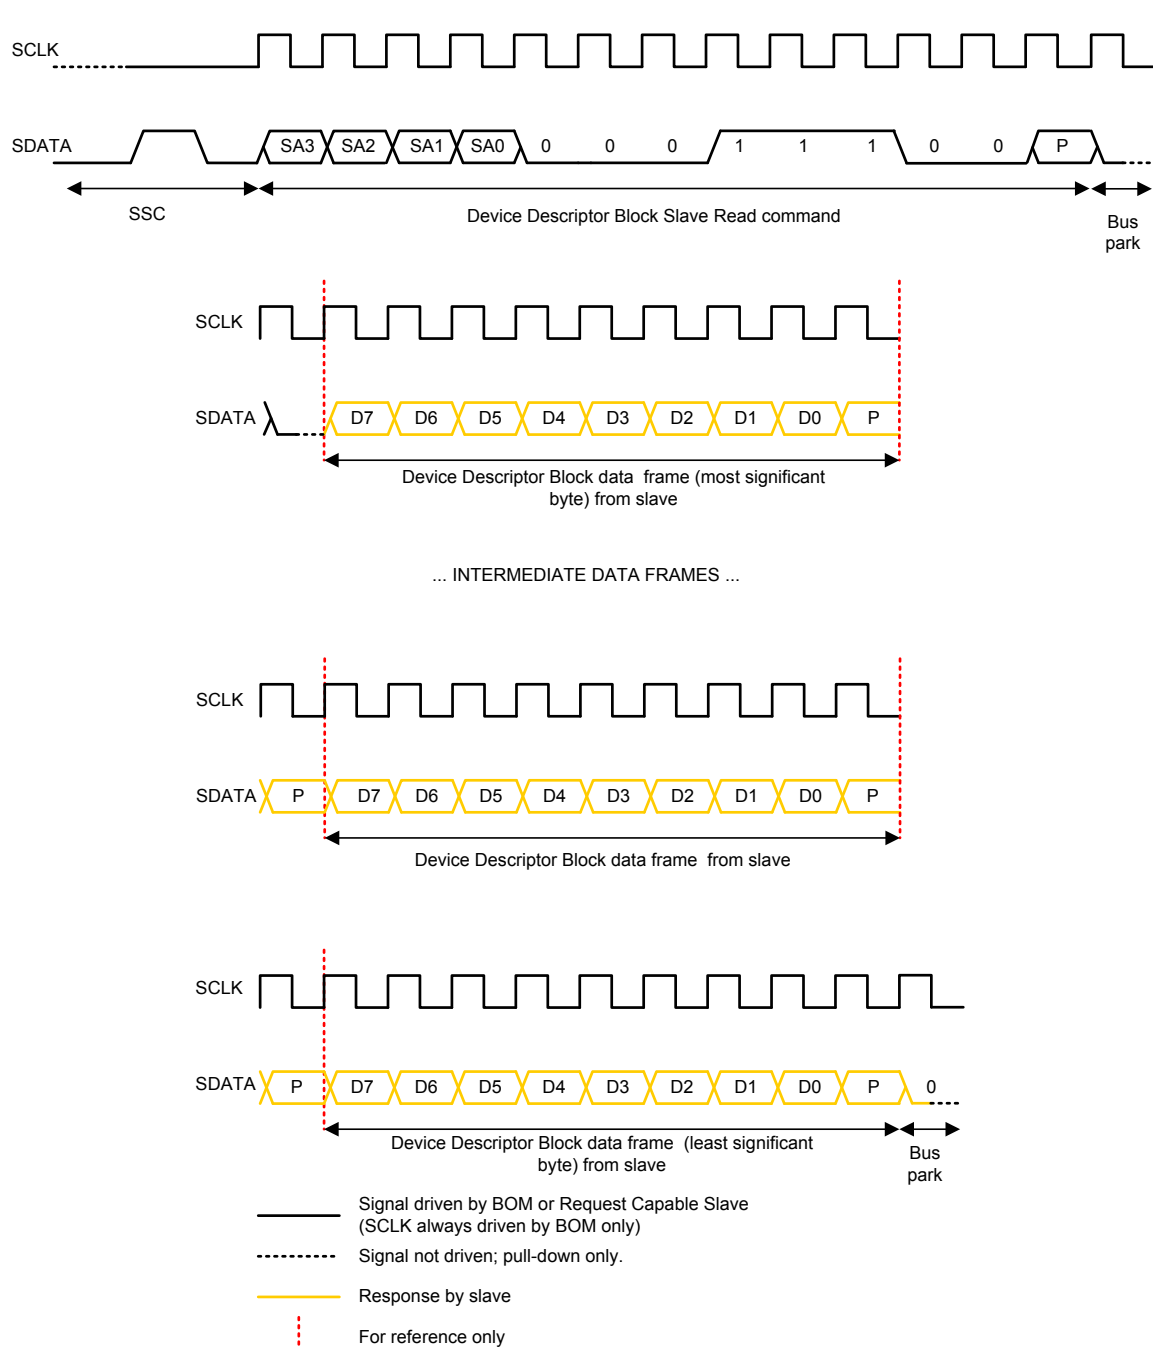 SCLK
SDATA SA3 SA2 SA1 SA0 0 0 0 1 1 1 0 0 P
SSC Device Descriptor Block Slave Read command
Bus
park
SCLK
SDATA D7 D6 D5 D4 D3 D2 D1 D0 P
Device Descriptor Block data frame (most significant
byte) from slave
... INTERMEDIATE DATA FRAMES ...
SCLK
SDATA P D7 D6 D5 D4 D3 D2 D1 D0 P
Device Descriptor Block data frame from slave
SCLK
SDATA P D7 D6 D5 D4 D3 D2 D1 D0 P 0
Device Descriptor Block data frame (least significant
byte) from slave
Bus
park
Signal driven by BOM or Request Capable Slave
(SCLK always driven by BOM only)
Signal not driven; pull-down only.
Response by slave
For reference only